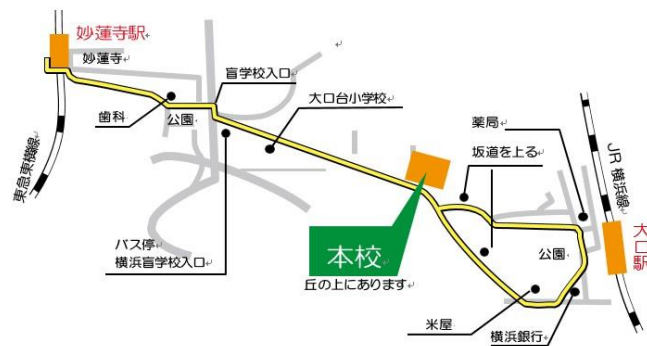 妙蓮寺駅
妙蓮寺
盲学校入口
大口台小学校
歯科
公園
薬局
坂道を上る
東急東横線
JR 横浜線
バス停
横浜盲学校入口
本校
丘の上にあります
公園
大口駅
米屋
横浜銀行